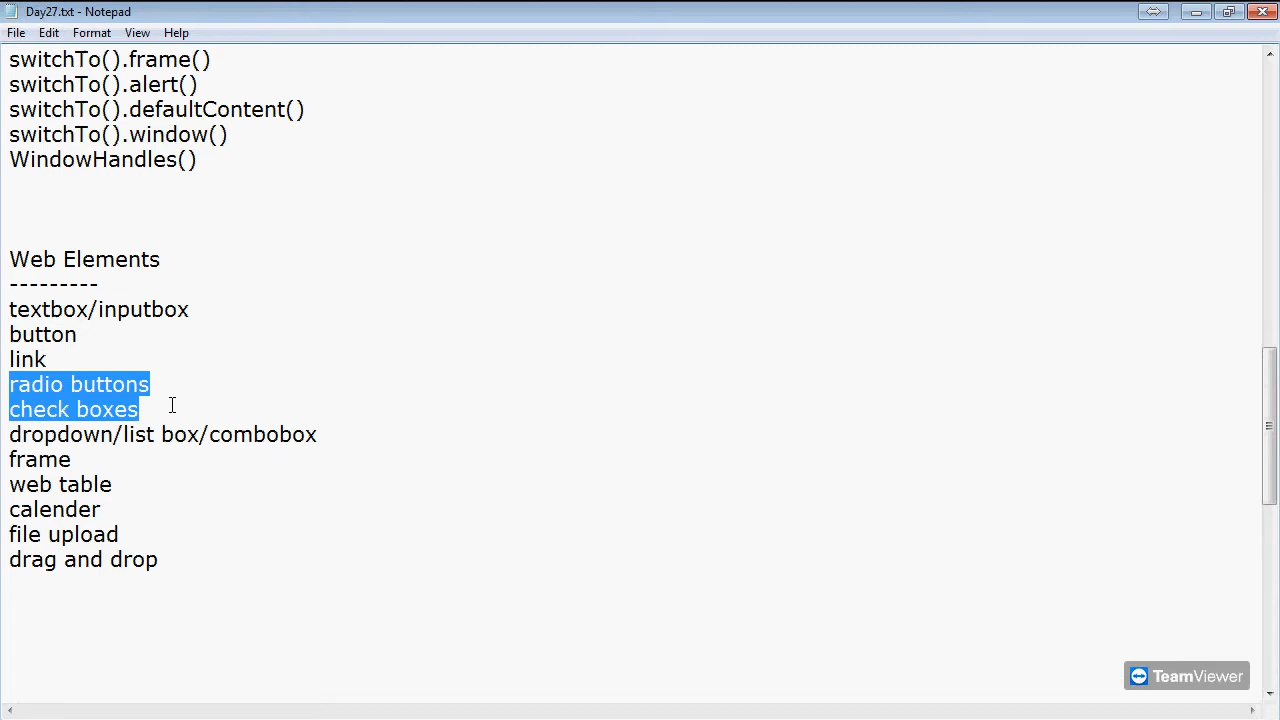 Day27.txt - Notepad
File Edit Format View Help
switchTo().frame()
switchTo().alert()
switchTo().defaultContent()
switchTo().window()
WindowHandles()
Web Elements
---------
textbox/inputbox
button
link
radio buttons
check boxes
dropdown/list box/combobox
frame
web table
calender
file upload
drag and drop
TeamViewer